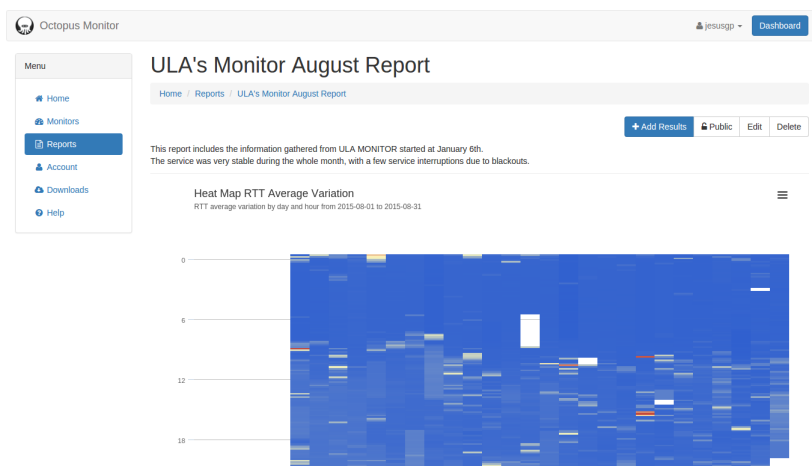 Octopus Monitor
jesusgp
Dashboard
Menu
Home
Monitors
Reports
Account
Downloads
Help
ULA's Monitor August Report
Home / Reports / ULA's Monitor August Report
+ Add Results
Public
Edit
Delete
This report includes the information gathered from ULA MONITOR started at January 6th.
The service was very stable during the whole month, with a few service interruptions due to blackouts.
Heat Map RTT Average Variation
RTT average variation by day and hour from 2015-08-01 to 2015-08-31
0
6
12
18